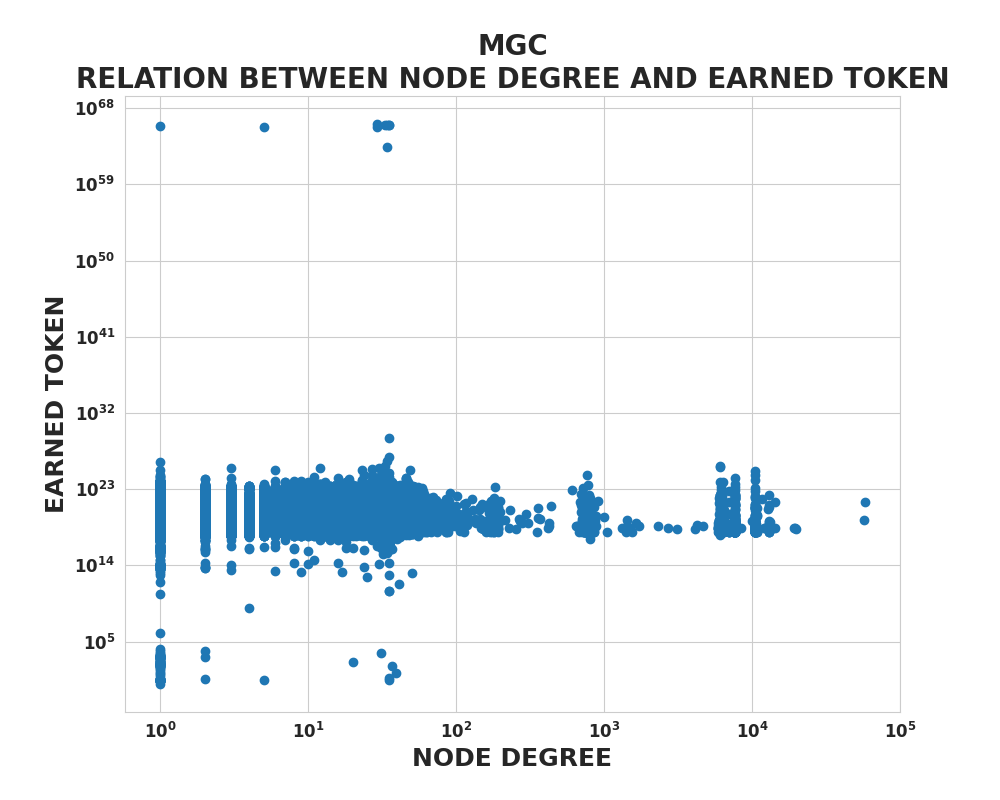 MGC
RELATION BETWEEN NODE DEGREE AND EARNED TOKEN
10^68
10^59
10^50
10^41
10^32
10^23
10^14
10^5
EARNED TOKEN
10^0 10^1 10^2 10^3 10^4 10^5
NODE DEGREE